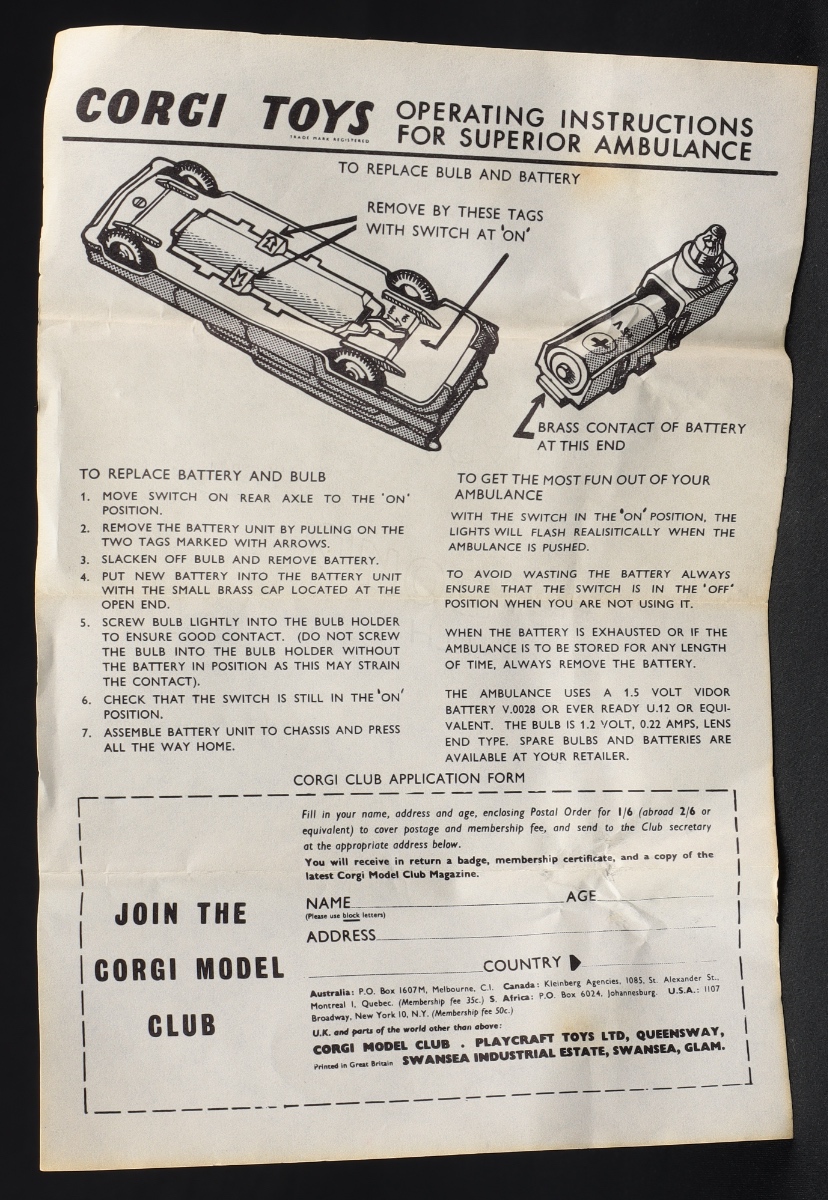 CORGI TOYS
TRADE MARK REGISTERED
OPERATING INSTRUCTIONS
FOR SUPERIOR AMBULANCE
TO REPLACE BULB AND BATTERY
REMOVE BY THESE TAGS
WITH SWITCH AT 'ON'
BRASS CONTACT OF BATTERY
AT THIS END
TO REPLACE BATTERY AND BULB
1. MOVE SWITCH ON REAR AXLE TO THE 'ON'
POSITION.
2. REMOVE THE BATTERY UNIT BY PULLING ON THE
TWO TAGS MARKED WITH ARROWS.
3. SLACKEN OFF BULB AND REMOVE BATTERY.
4. PUT NEW BATTERY INTO THE BATTERY UNIT
WITH THE SMALL BRASS CAP LOCATED AT THE
OPEN END.
5. SCREW BULB LIGHTLY INTO THE BULB HOLDER
TO ENSURE GOOD CONTACT. (DO NOT SCREW
THE BULB INTO THE BULB HOLDER WITHOUT
THE BATTERY IN POSITION AS THIS MAY STRAIN
THE CONTACT).
6. CHECK THAT THE SWITCH IS STILL IN THE 'ON'
POSITION.
7. ASSEMBLE BATTERY UNIT TO CHASSIS AND PRESS
ALL THE WAY HOME.
TO GET THE MOST FUN OUT OF YOUR
AMBULANCE
WITH THE SWITCH IN THE 'ON' POSITION, THE
LIGHTS WILL FLASH REALISITICALLY WHEN THE
AMBULANCE IS PUSHED.
TO AVOID WASTING THE BATTERY ALWAYS
ENSURE THAT THE SWITCH IS IN THE 'OFF'
POSITION WHEN YOU ARE NOT USING IT.
WHEN THE BATTERY IS EXHAUSTED OR IF THE
AMBULANCE IS TO BE STORED FOR ANY LENGTH
OF TIME, ALWAYS REMOVE THE BATTERY.
THE AMBULANCE USES A 1.5 VOLT VIDOR
BATTERY V.0028 OR EVER READY U.12 OR EQUI-
VALENT. THE BULB IS 1.2 VOLT, 0.22 AMPS, LENS
END TYPE. SPARE BULBS AND BATTERIES ARE
AVAILABLE AT YOUR RETAILER.
CORGI CLUB APPLICATION FORM
JOIN THE
CORGI MODEL
CLUB
Fill in your name, address and age, enclosing Postal Order for 1/6 (abroad 2/6 or
equivalent) to cover postage and membership fee, and send to the Club secretary
at the appropriate address below.
You will receive in return a badge, membership certificate, and a copy of the
latest Corgi Model Club Magazine.
NAME AGE
(Please use block letters)
ADDRESS
COUNTRY
Australia: P.O. Box 1607M, Melbourne, C.I. Canada: Kleinberg Agencies, 1085, St. Alexander St.,
Montreal 1, Quebec. (Membership fee 35c.) S. Africa: P.O. Box 6024, Johannesburg. U.S.A.: 1107
Broadway, New York 10, N.Y. (Membership fee 50c.)
U.K. and parts of the world other than above:
CORGI MODEL CLUB . PLAYCRAFT TOYS LTD, QUEENSWAY,
Printed in Great Britain SWANSEA INDUSTRIAL ESTATE, SWANSEA, GLAM.